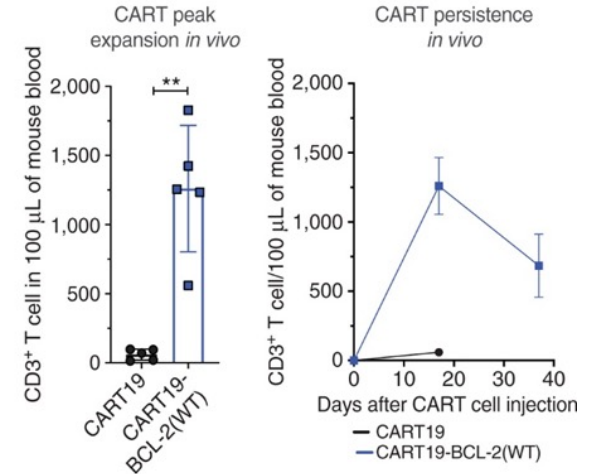 CART peak
expansion in vivo
CD3⁺ T cell in 100 μL of mouse blood
2,000
1,500
1,000
500
0
**
CART19
CART19-
BCL-2(WT)
CART persistence
in vivo
CD3⁺ T cell/100 μL of mouse blood
2,000
1,500
1,000
500
0
0 10 20 30 40
Days after CART cell injection
CART19
CART19-BCL-2(WT)